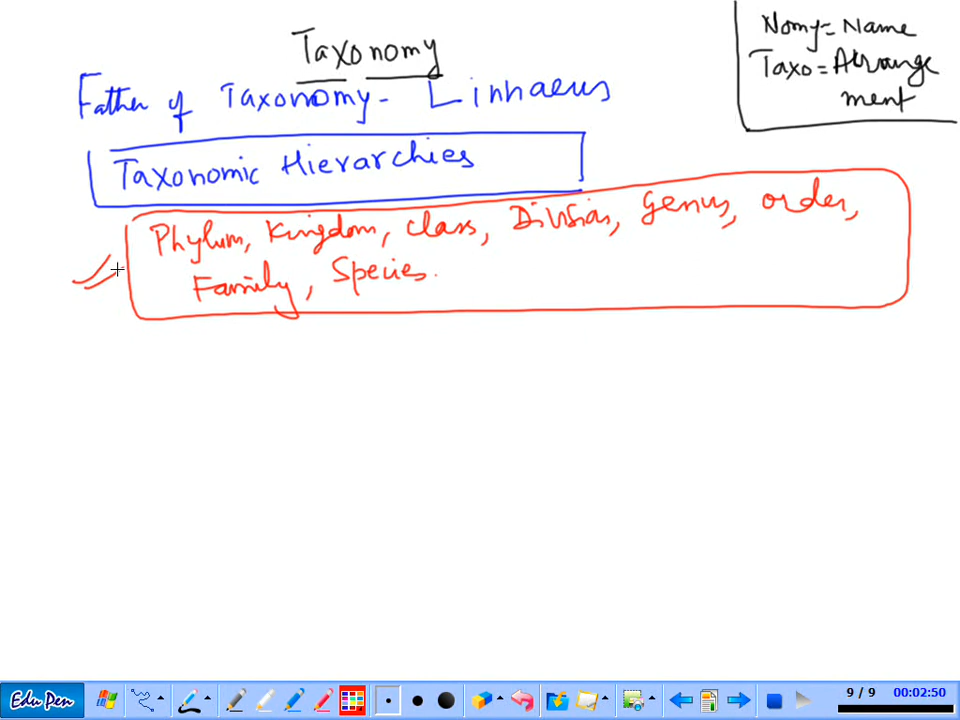 Taxonomy
Nomy= Name
Taxo= Arrange
ment
Father of Taxonomy- Linnaeus
Taxonomic Hierarchies
Phylum, Kingdom, class, Division, Genus, order,
Family, Species.
Edu Pen
9 / 9 00:02:50